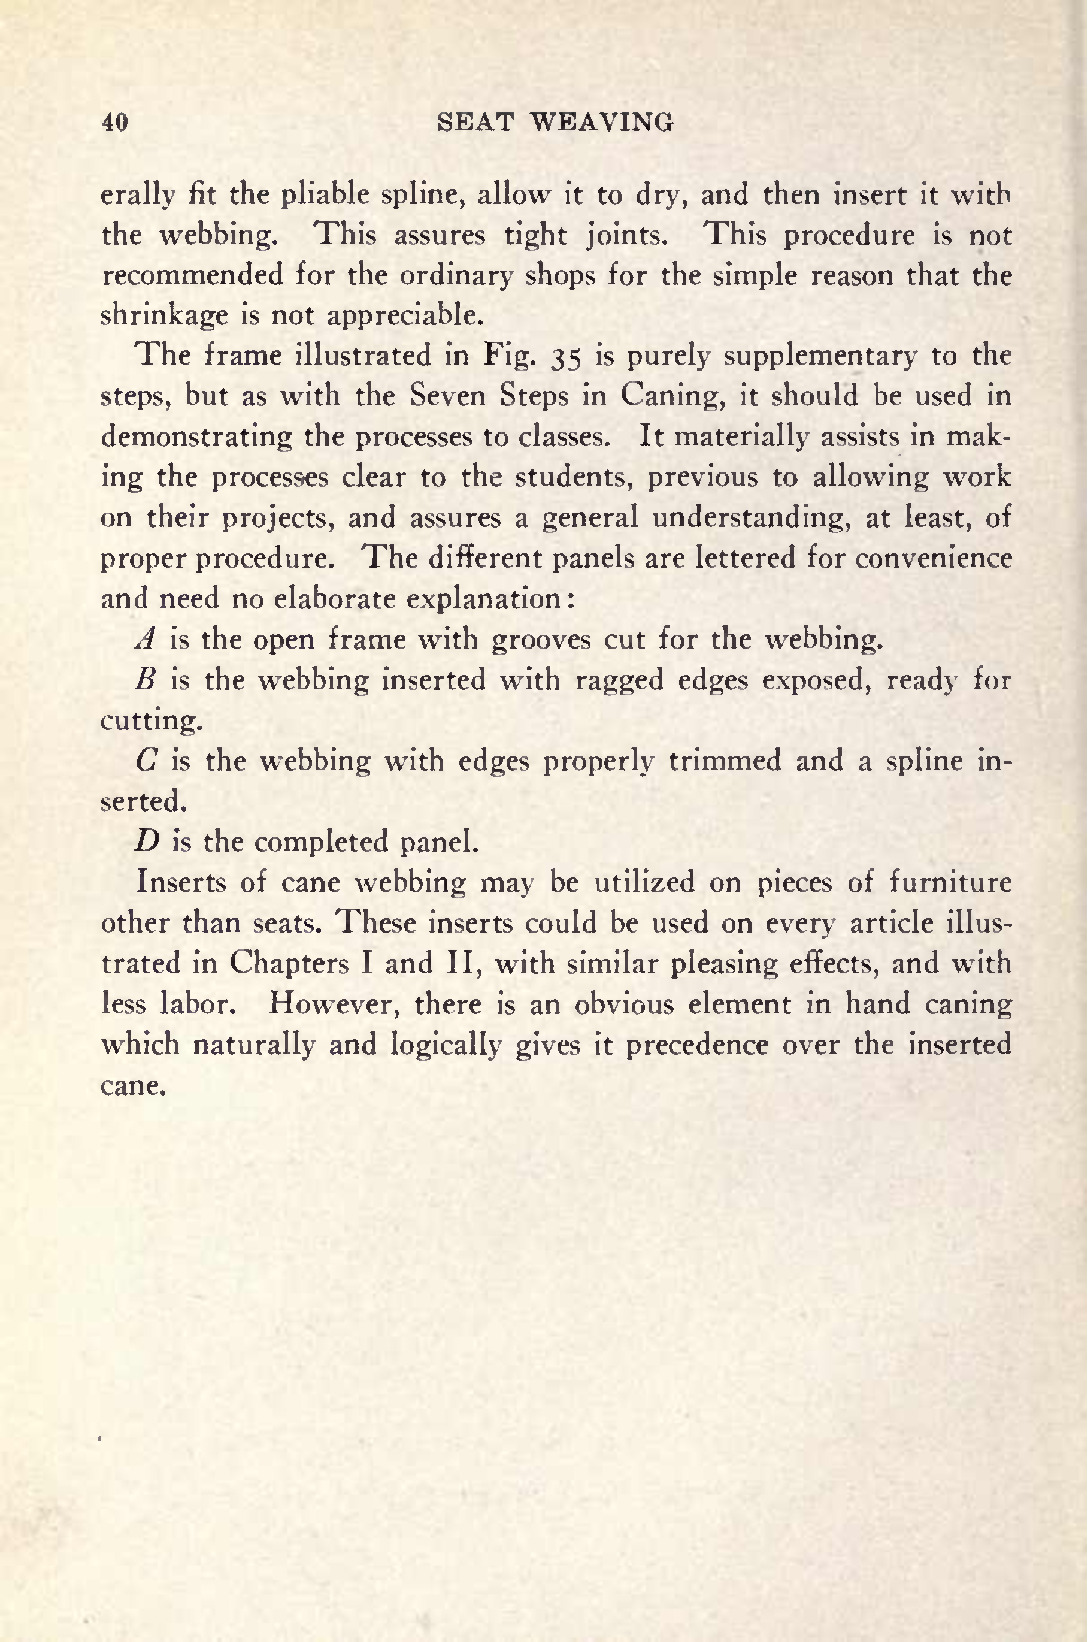 40 SEAT WEAVING
erally fit the pliable spline, allow it to dry, and then insert it with
the webbing. This assures tight joints. This procedure is not
recommended for the ordinary shops for the simple reason that the
shrinkage is not appreciable.
The frame illustrated in Fig. 35 is purely supplementary to the
steps, but as with the Seven Steps in Caning, it should be used in
demonstrating the processes to classes. It materially assists in mak-
ing the processes clear to the students, previous to allowing work
on their projects, and assures a general understanding, at least, of
proper procedure. The different panels are lettered for convenience
and need no elaborate explanation:
A is the open frame with grooves cut for the webbing.
B is the webbing inserted with ragged edges exposed, ready for
cutting.
C is the webbing with edges properly trimmed and a spline in-
serted.
D is the completed panel.
Inserts of cane webbing may be utilized on pieces of furniture
other than seats. These inserts could be used on every article illus-
trated in Chapters I and II, with similar pleasing effects, and with
less labor. However, there is an obvious element in hand caning
which naturally and logically gives it precedence over the inserted
cane.